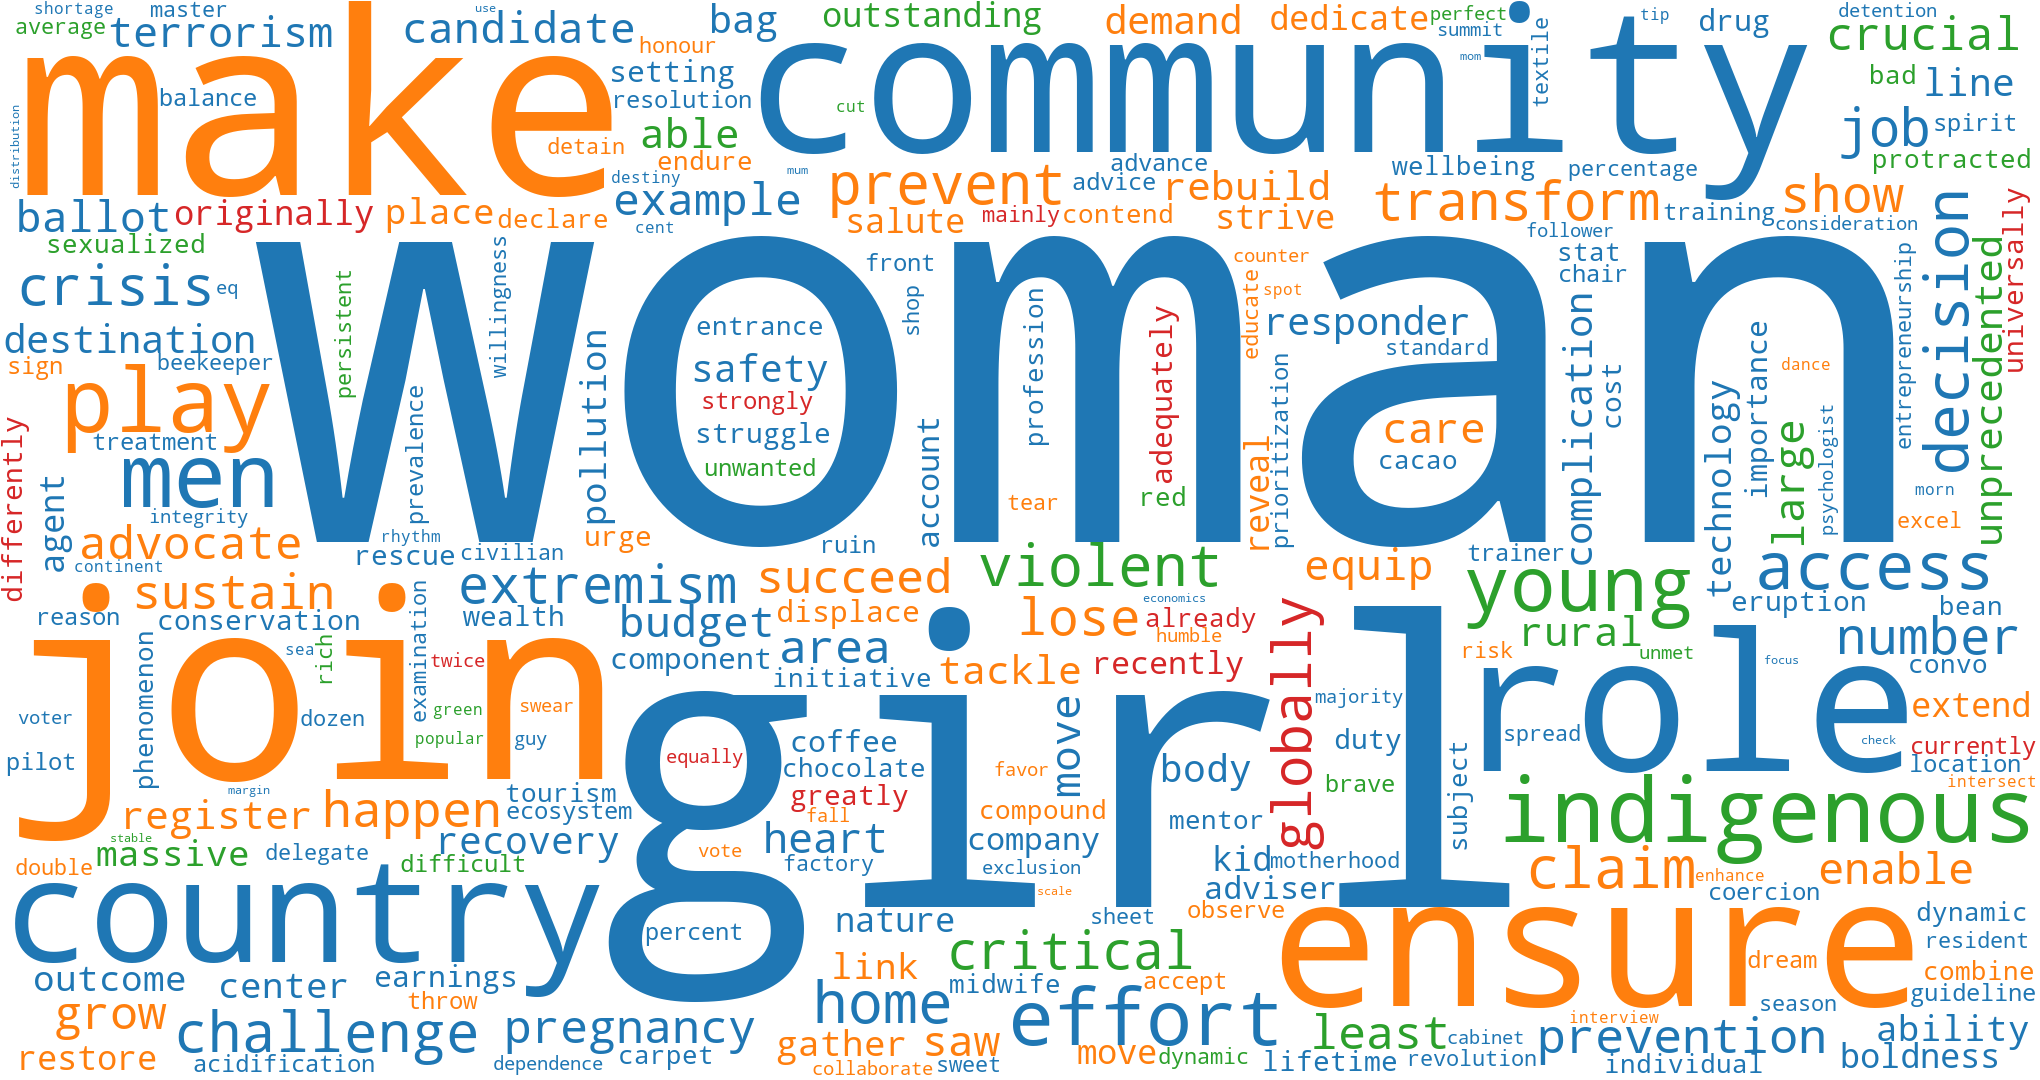 shortage master use bag outstanding demand dedicate perfect tip drug detention
average terrorism candidate honour summit crucial
make community
setting mom textile bad line
balance resolution cut job spirit
distribution able
detain endure advance wellbeing percentage protracted
destiny mum prevent advice rebuild
ballot originally place declare example salute mainly contend strive transform training show consideration
sexualized cent follower
woman
crisis eq persistent willingness front counter stat decision unprecedented universally
shop educate spot chair entrepreneurship
destination entrance profession responder
sign beekeeper pollution safety adequately standard complication cost importance dance
play strongly prioritization technology
treatment prevalence struggle care large psychologist
differently men unwanted account reveal cacao
agent integrity tear red morn
advocate rhythm urge ruin excel
continent rescue civilian violent equip trainer access
sustain extremism succeed young
reason conservation wealth budget displace lose economics already eruption bean
join girl role
phenomenon examination sea rich twice component area humble globally rural number
initiative tackle recently risk unmet focus convo
voter dozen green swear move majority extend
pilot popular guy equally coffee body duty subject spread check currently
chocolate favor brave location
margin tourism greatly indigenous intersect
register happen ecosystem fall compound mentor
stable recovery heart company
massive delegate vote kid motherhood claim
double difficult factory exclusion adviser enhance enable
country scale coercion
ensure
percent nature sheet observe dynamic
critical resident
outcome center earnings link midwife accept dream combine
grow throw home effort season guideline
challenge pregnancy interview
restore gather saw least cabinet prevention ability
acidification dependence carpet collaborate sweet move dynamic lifetime revolution individual boldness